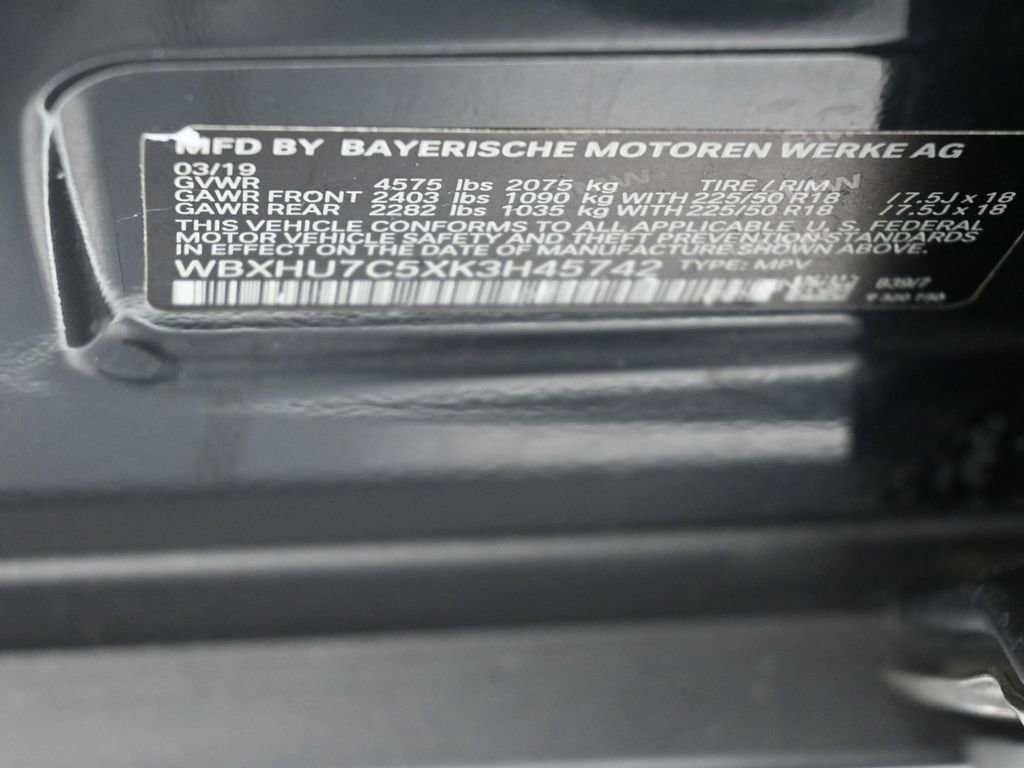 MFD BY BAYERISCHE MOTOREN WERKE AG
03/19
GVWR 4575 lbs 2075 kg TIRE / RIM
GAWR FRONT 2403 lbs 1090 kg WITH 225/50 R18 /7.5J x 18
GAWR REAR 2282 lbs 1035 kg WITH 225/50 R18 /7.5J x 18
THIS VEHICLE CONFORMS TO ALL APPLICABLE U. S. FEDERAL
MOTOR VEHICLE SAFETY AND THEFT PREVENTION STANDARDS
IN EFFECT ON THE DATE OF MANUFACTURE SHOWN ABOVE.
WBXHU7C5XK3H45742 TYPE: MPV
B39/7